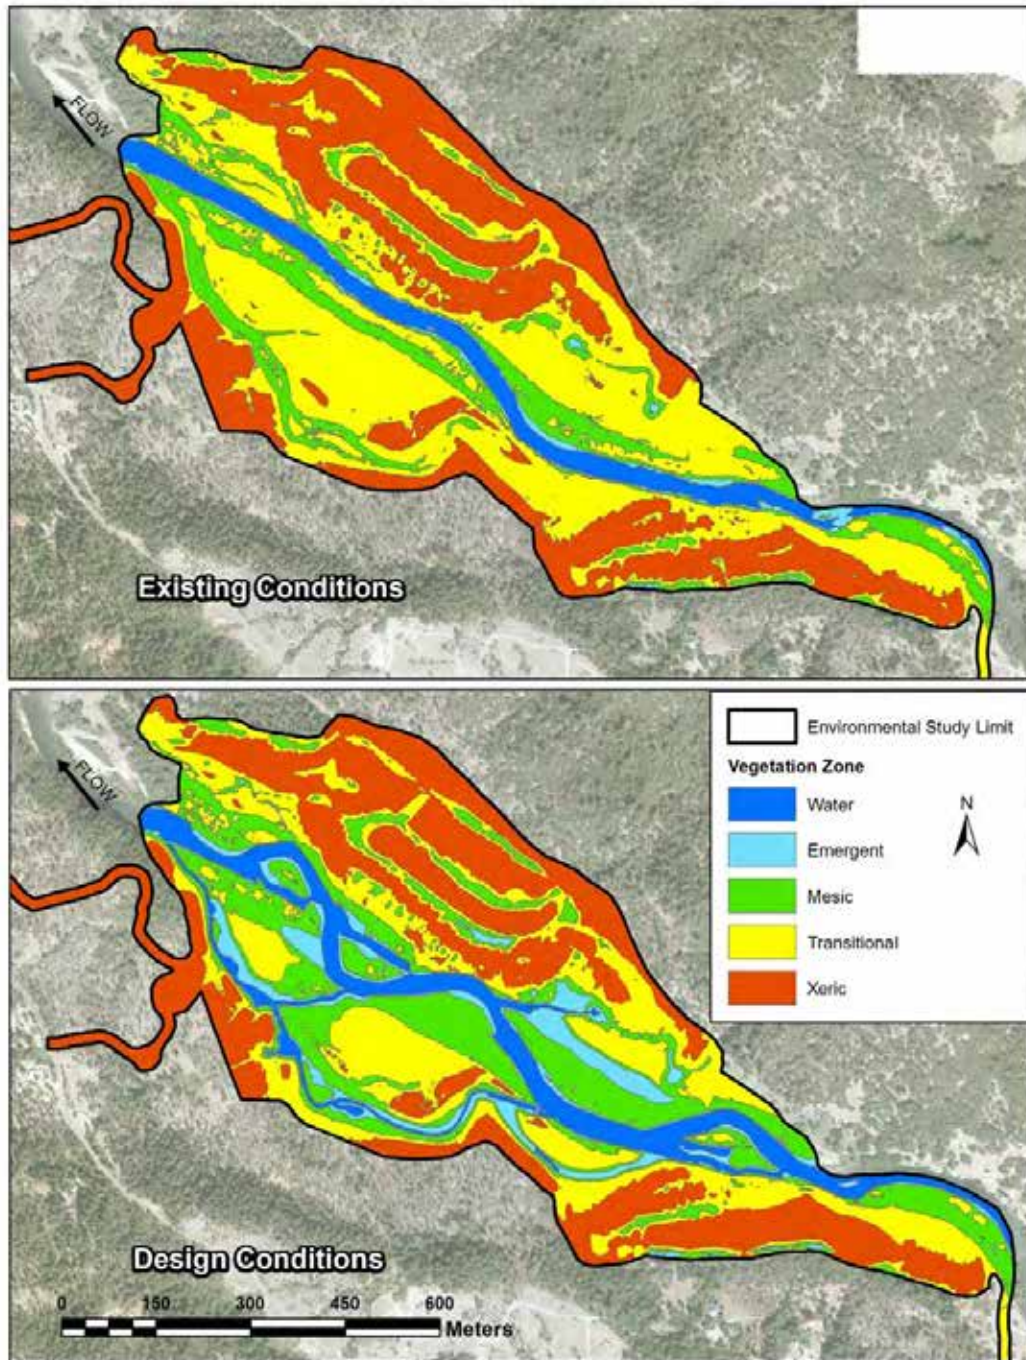 FLOW
Existing Conditions
FLOW
Environmental Study Limit
Vegetation Zone
Water
N
Emergent
Mesic
Transitional
Xeric
Design Conditions
0 150 300 450 600
Meters